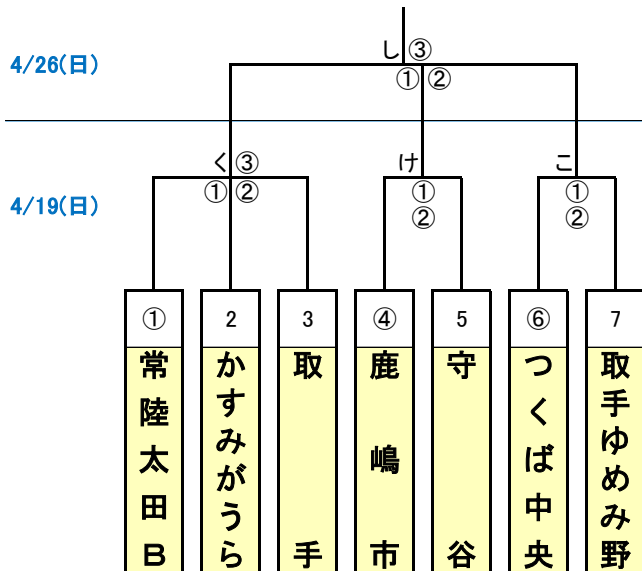 し③
4/26(日)
①②
く③
け
こ
①②
①
①
4/19(日)
②
②
①
2
3
④
5
⑥
7
常陸太田B
かすみがうら
取手
鹿嶋市
守谷
つくば中央
取手ゆめみ野